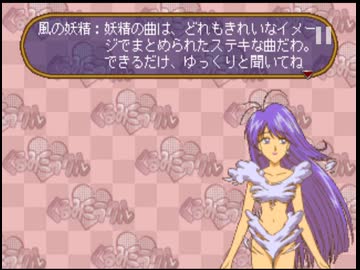 風の妖精：妖精の曲は、どれもきれいなイメー
ジでまとめられたステキな曲だわ。
できるだけ、ゆっくりと聞いてね